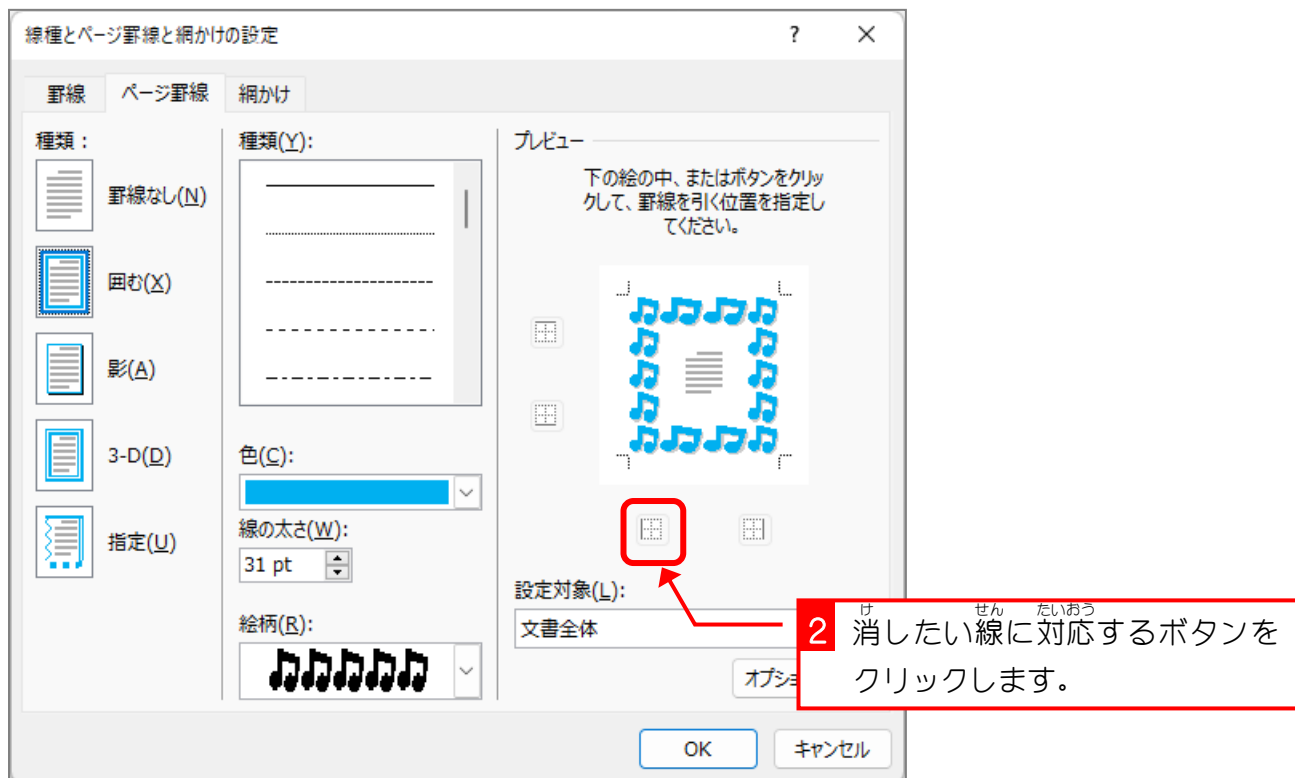 線種とページ罫線と網かけの設定
?
×
罫線
ページ罫線
網かけ
種類：
罫線なし(N)
囲む(X)
影(A)
3-D(D)
指定(U)
種類(Y):
色(C):
線の太さ(W):
31 pt
絵柄(R):
プレビュー
下の絵の中、またはボタンをクリッ
クして、罫線を引く位置を指定し
てください。
設定対象(L):
文書全体
オプショ
2
け せん たいおう
消したい線に対応するボタンを
クリックします。
OK
キャンセル